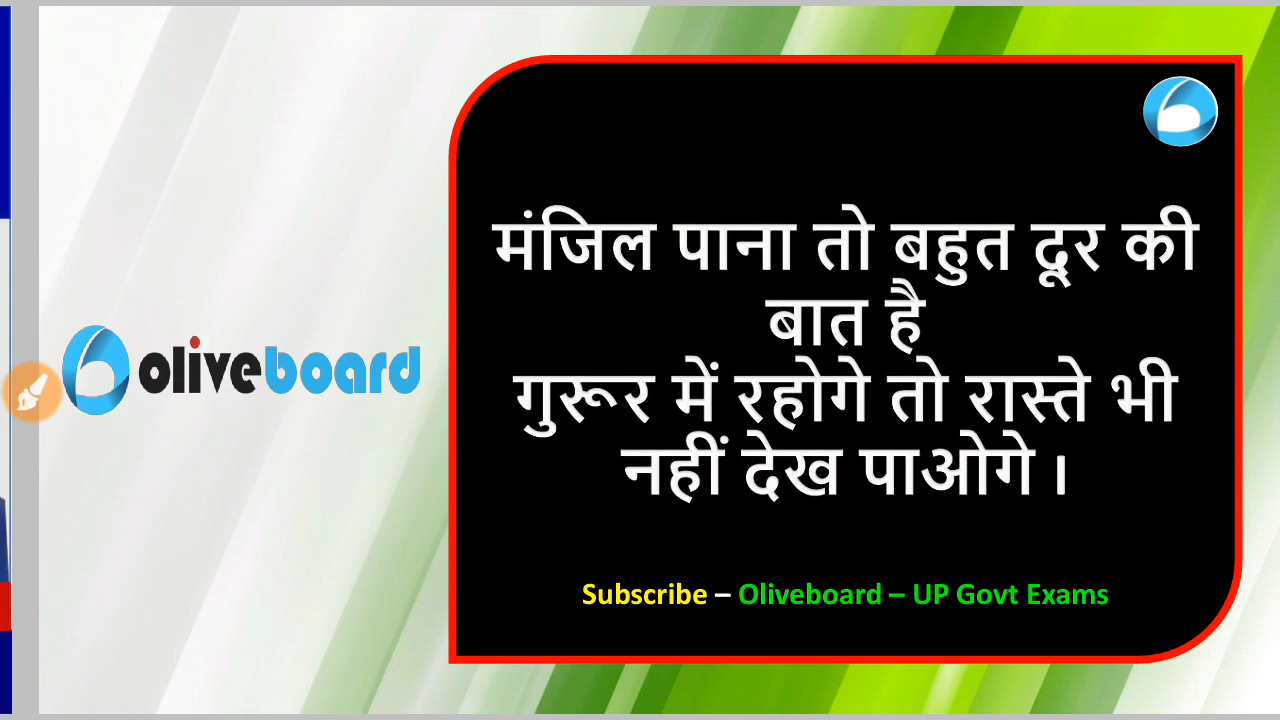 oliveboard
मंजिल पाना तो बहुत दूर की
बात है
गुरूर में रहोगे तो रास्ते भी
नहीं देख पाओगे ।
Subscribe – Oliveboard – UP Govt Exams